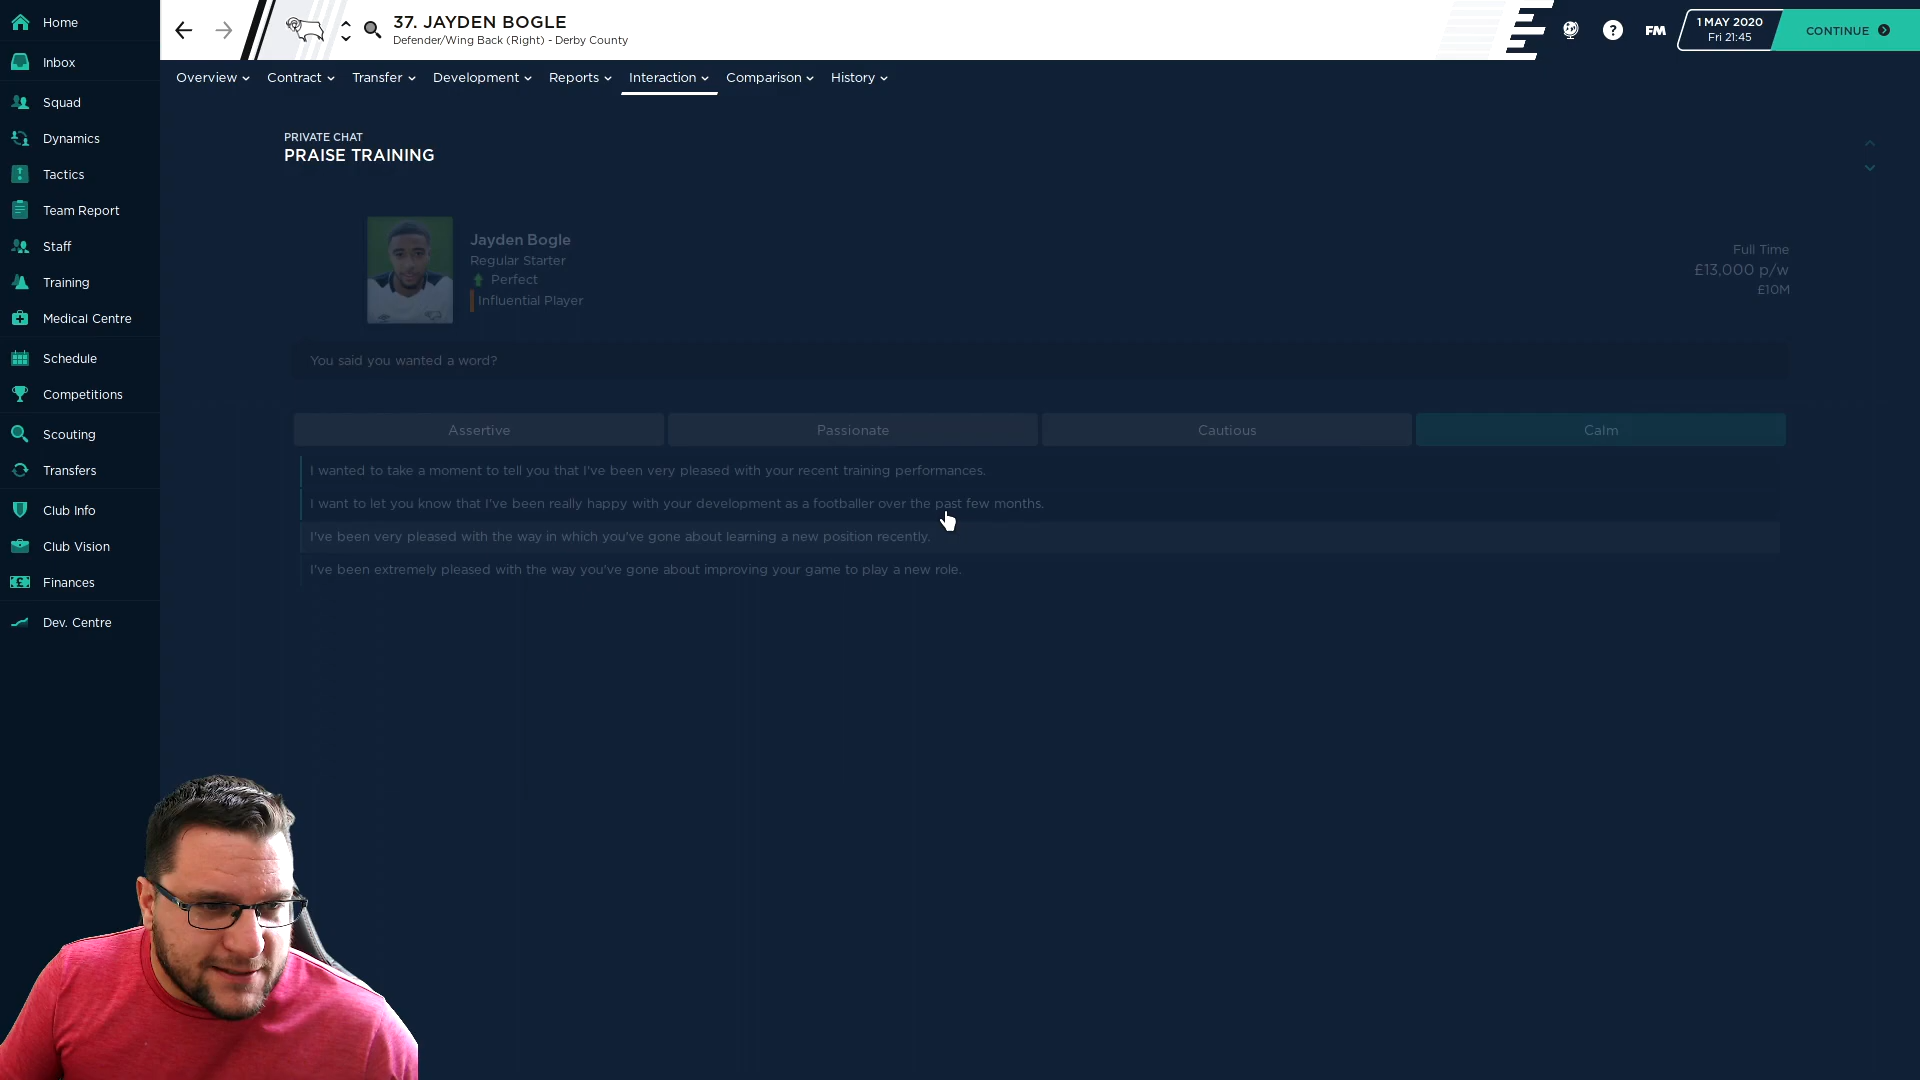 Home
Inbox
Squad
Dynamics
Tactics
Team Report
Staff
Training
Medical Centre
Schedule
Competitions
Scouting
Transfers
Club Info
Club Vision
Finances
Dev. Centre
37. JAYDEN BOGLE
Defender/Wing Back (Right) - Derby County
FM
1 MAY 2020
Fri 21:45
CONTINUE
Overview Contract Transfer Development Reports Interaction Comparison History
PRIVATE CHAT
PRAISE TRAINING
Jayden Bogle
Regular Starter
Perfect
Influential Player
Full Time
£13,000 p/w
£10M
You said you wanted a word?
Assertive Passionate Cautious Calm
I wanted to take a moment to tell you that I've been very pleased with your recent training performances.
I want to let you know that I've been really happy with your development as a footballer over the past few months.
I've been very pleased with the way in which you've gone about learning a new position recently.
I've been extremely pleased with the way you've gone about improving your game to play a new role.